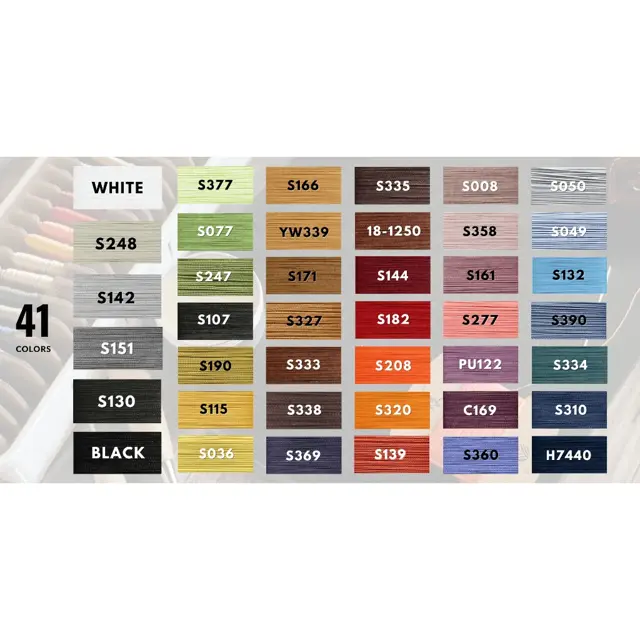 41
COLORS
WHITE
S248
S142
S151
S130
BLACK
S377
S077
S247
S107
S190
S115
S036
S166
YW339
S171
S327
S333
S338
S369
S335
18-1250
S144
S182
S208
S320
S139
S008
S358
S161
S277
PU122
C169
S360
S050
S049
S132
S390
S334
S310
H7440